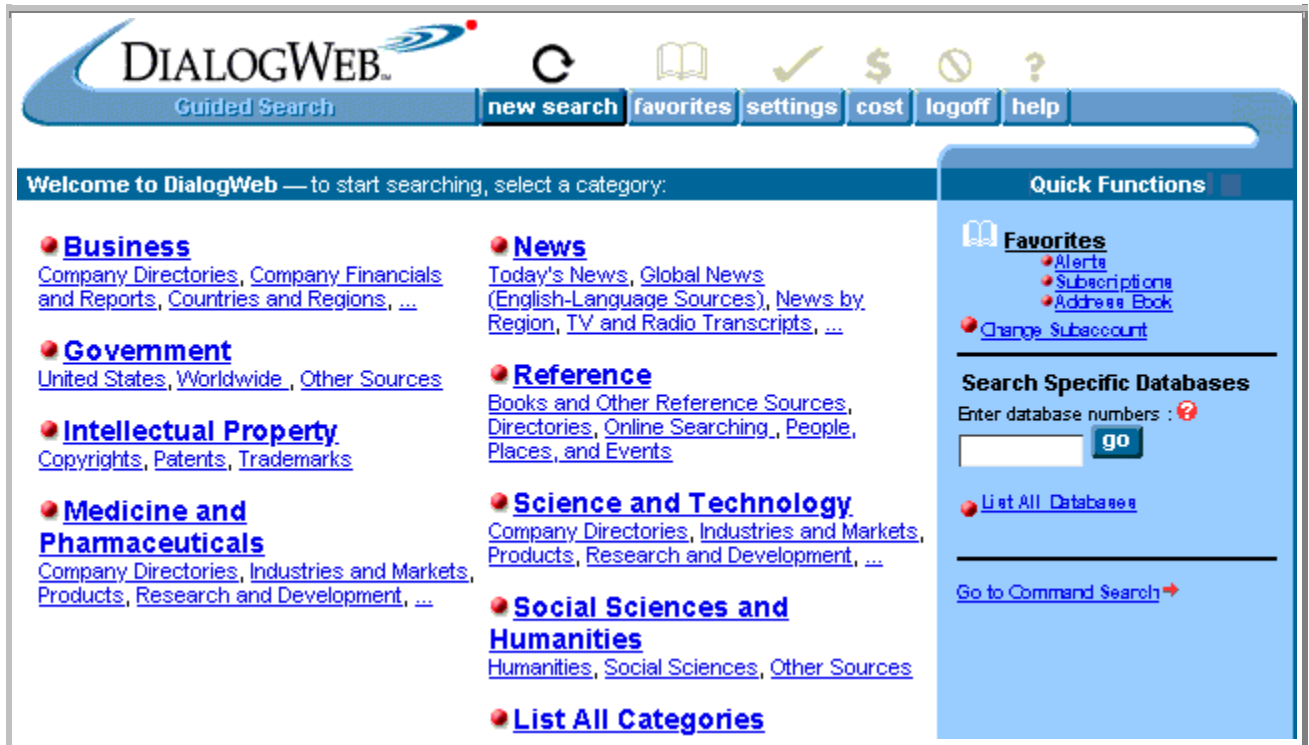 DIALOGWEB™
Guided Search
new search favorites settings cost logoff help
Welcome to DialogWeb — to start searching, select a category:
Business
Company Directories, Company Financials
and Reports, Countries and Regions, ...
Government
United States, Worldwide , Other Sources
Intellectual Property
Copyrights, Patents, Trademarks
Medicine and
Pharmaceuticals
Company Directories, Industries and Markets,
Products, Research and Development, ...
News
Today's News, Global News
(English-Language Sources), News by
Region, TV and Radio Transcripts, ...
Reference
Books and Other Reference Sources,
Directories, Online Searching , People,
Places, and Events
Science and Technology
Company Directories, Industries and Markets,
Products, Research and Development, ...
Social Sciences and
Humanities
Humanities, Social Sciences, Other Sources
List All Categories
Quick Functions
Favorites
Alerts
Subscriptions
Address Book
Change Subaccount
Search Specific Databases
Enter database numbers : ?
go
List All Databases
Go to Command Search